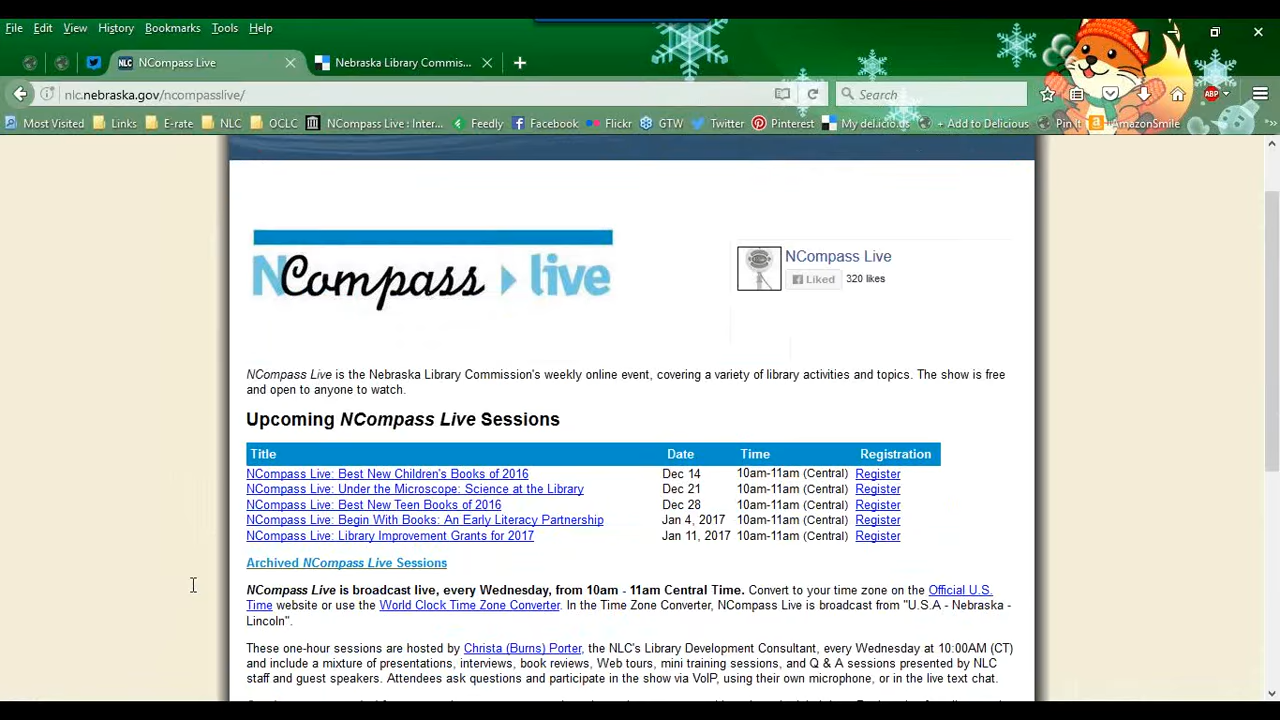 File Edit View History Bookmarks Tools Help
NLC NCompass Live Nebraska Library Commis...
nlc.nebraska.gov/ncompasslive/ Search ABP
Most Visited Links E-rate NLC OCLC NCompass Live : Inter... Feedly Facebook Flickr GTW Twitter Pinterest My del.icio.us + Add to Delicious Pin It AmazonSmile
NCompass live
NCompass Live
Liked 320 likes
NCompass Live is the Nebraska Library Commission's weekly online event, covering a variety of library activities and topics. The show is free
and open to anyone to watch.
Upcoming NCompass Live Sessions
Title Date Time Registration
NCompass Live: Best New Children's Books of 2016 Dec 14 10am-11am (Central) Register
NCompass Live: Under the Microscope: Science at the Library Dec 21 10am-11am (Central) Register
NCompass Live: Best New Teen Books of 2016 Dec 28 10am-11am (Central) Register
NCompass Live: Begin With Books: An Early Literacy Partnership Jan 4, 2017 10am-11am (Central) Register
NCompass Live: Library Improvement Grants for 2017 Jan 11, 2017 10am-11am (Central) Register
Archived NCompass Live Sessions
NCompass Live is broadcast live, every Wednesday, from 10am - 11am Central Time. Convert to your time zone on the Official U.S.
Time website or use the World Clock Time Zone Converter. In the Time Zone Converter, NCompass Live is broadcast from "U.S.A - Nebraska -
Lincoln".
These one-hour sessions are hosted by Christa (Burns) Porter, the NLC's Library Development Consultant, every Wednesday at 10:00AM (CT)
and include a mixture of presentations, interviews, book reviews, Web tours, mini training sessions, and Q & A sessions presented by NLC
staff and guest speakers. Attendees ask questions and participate in the show via VoIP, using their own microphone, or in the live text chat.